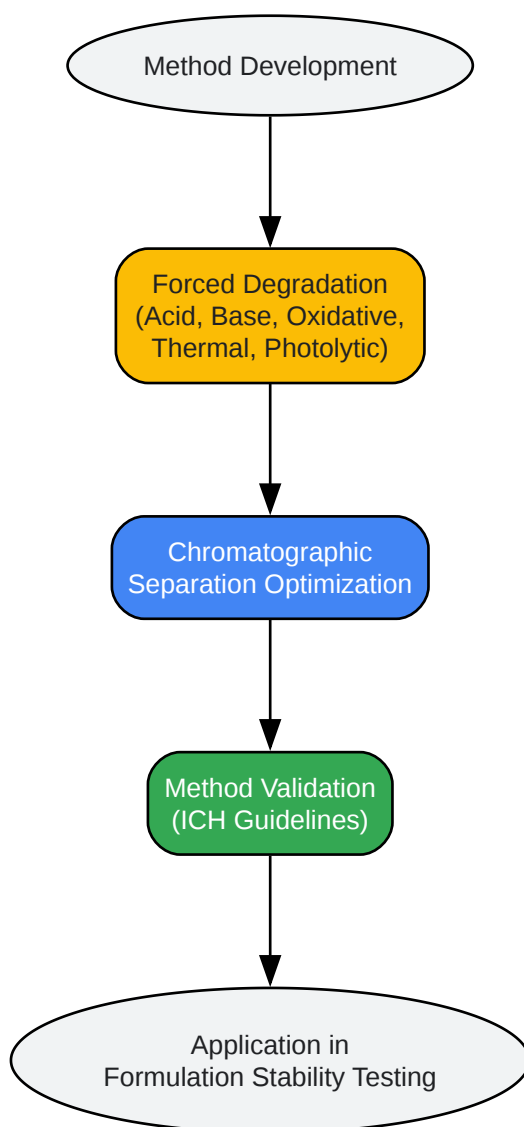 Method Development
Forced Degradation
(Acid, Base, Oxidative,
Thermal, Photolytic)
Chromatographic
Separation Optimization
Method Validation
(ICH Guidelines)
Application in
Formulation Stability Testing